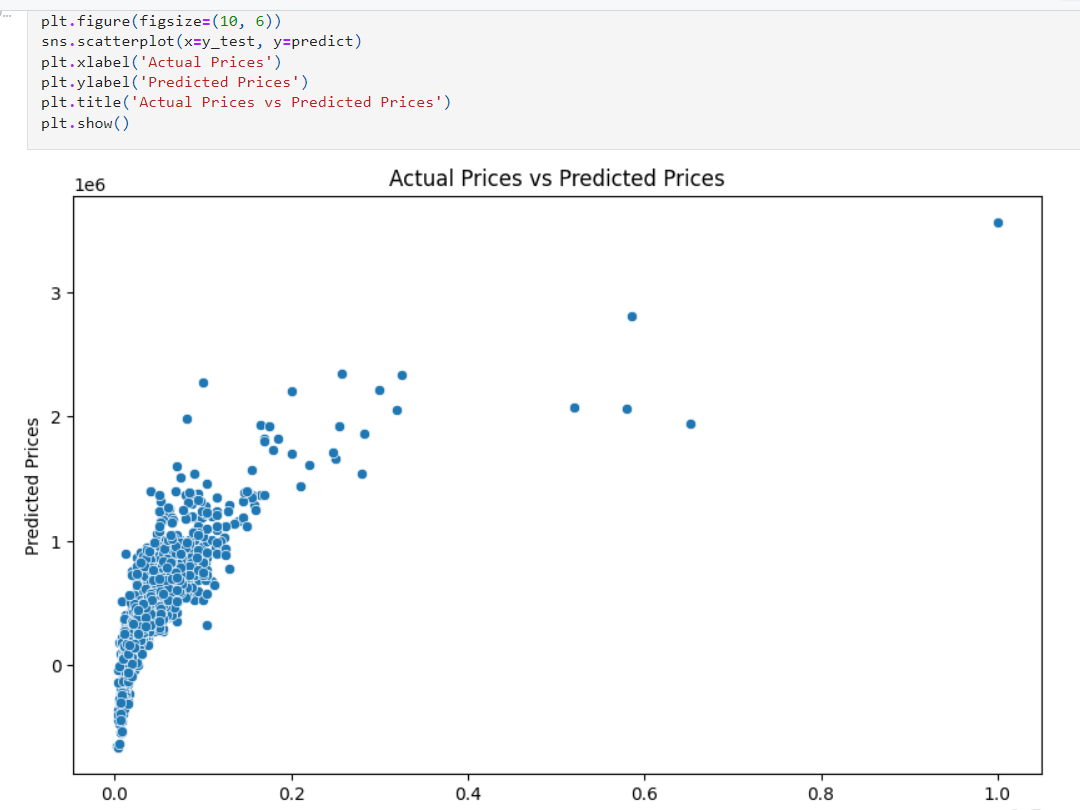 plt.figure(figsize=(10, 6))
sns.scatterplot(x=y_test, y=predict)
plt.xlabel('Actual Prices')
plt.ylabel('Predicted Prices')
plt.title('Actual Prices vs Predicted Prices')
plt.show()
Actual Prices vs Predicted Prices
1e6
3
2
1
0
Predicted Prices
0.0 0.2 0.4 0.6 0.8 1.0